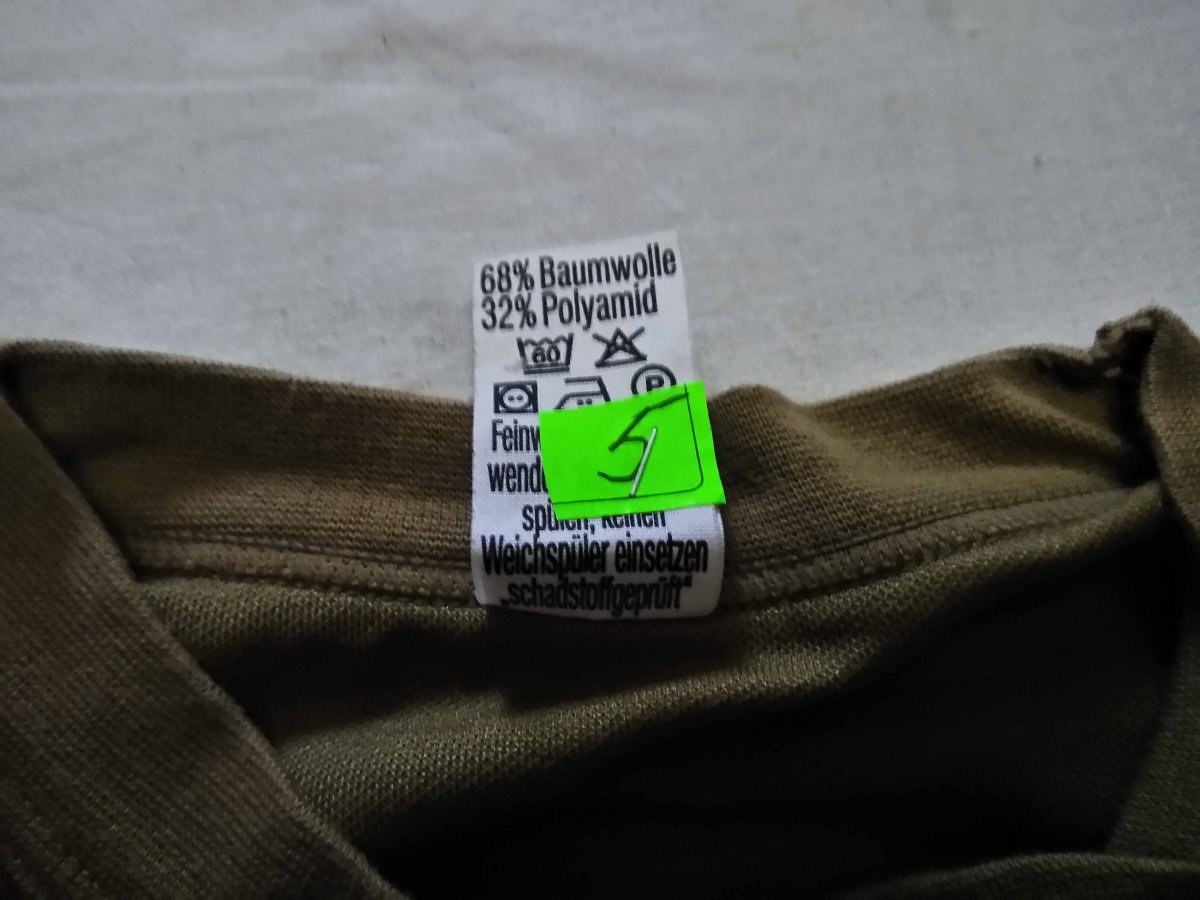 68% Baumwolle
32% Polyamid
60
P
5
spülen, keinen
Weichspüler einsetzen
„schadstoffgeprüft“